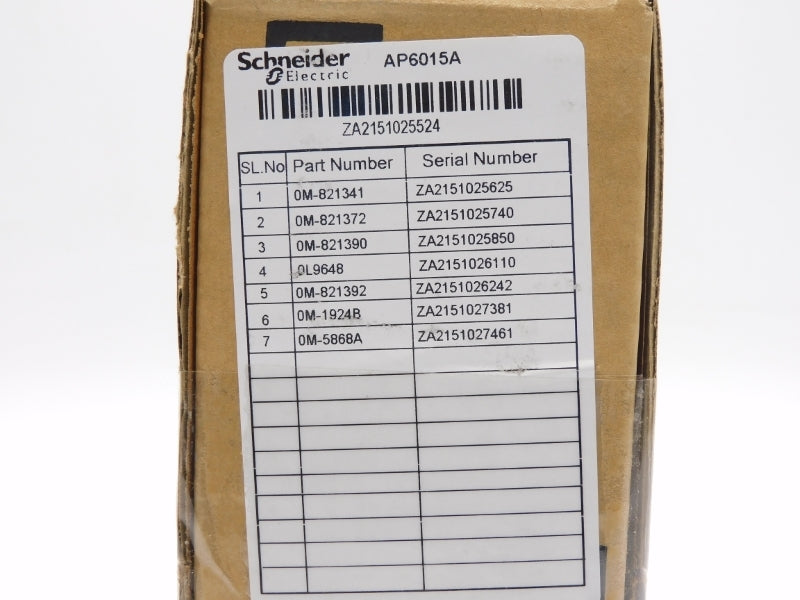 Schneider Electric AP6015A
ZA2151025524
SL.No Part Number Serial Number
1 0M-821341 ZA2151025625
2 0M-821372 ZA2151025740
3 0M-821390 ZA2151025850
4 0L9648 ZA2151026110
5 0M-821392 ZA2151026242
6 0M-1924B ZA2151027381
7 0M-5868A ZA2151027461